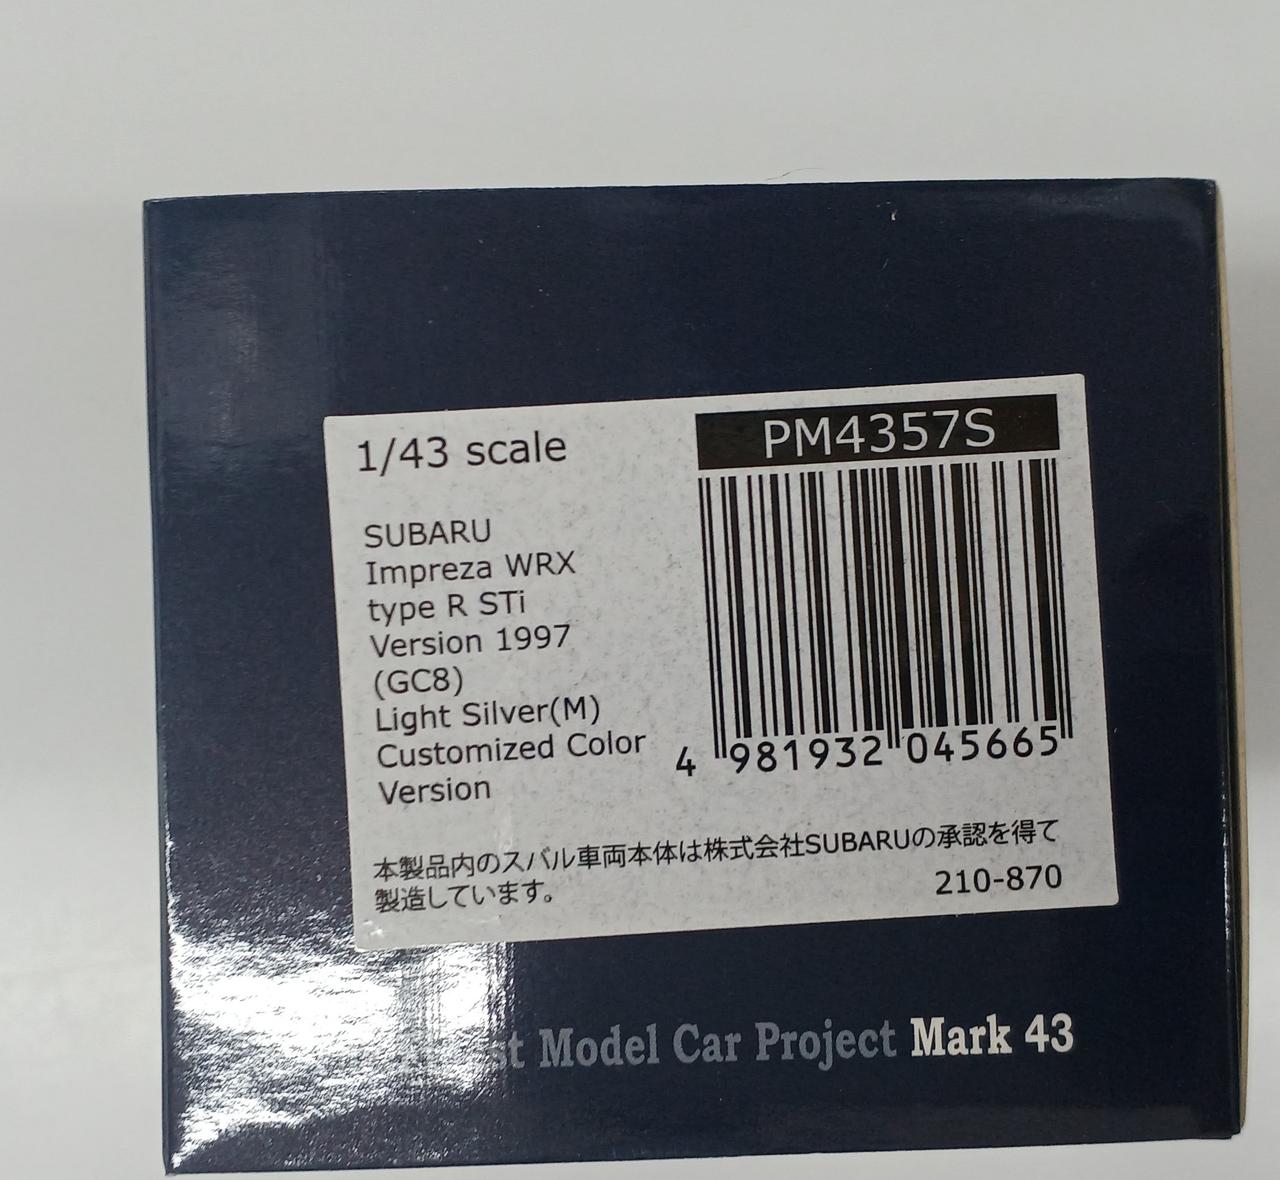 1/43 scale
PM4357S
SUBARU
Impreza WRX
type R STi
Version 1997
(GC8)
Light Silver(M)
Customized Color
Version
4 981932 045665
本製品内のスバル車両本体は株式会社SUBARUの承認を得て
製造しています。
210-870
Model Car Project Mark 43